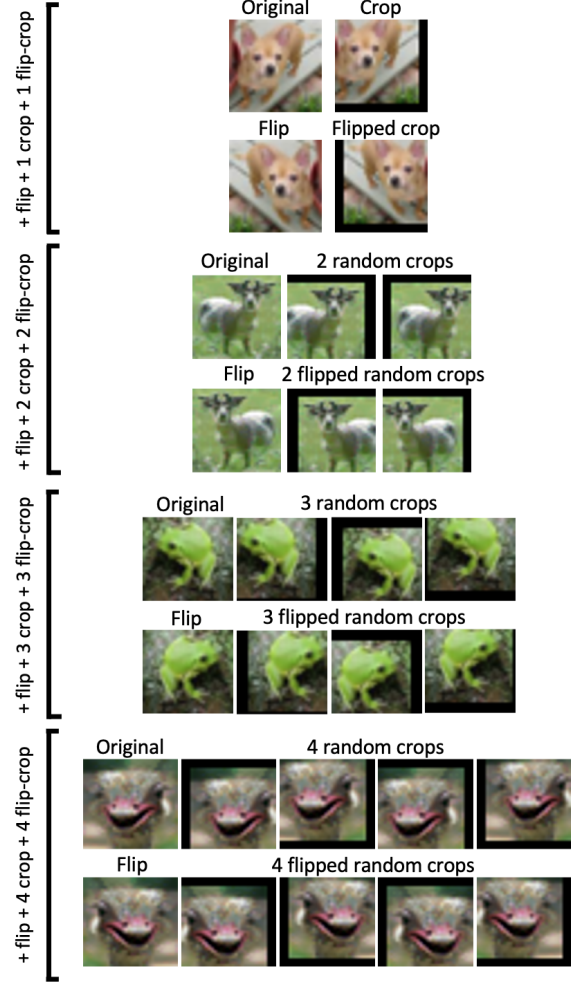 + flip + 1 crop + 1 flip-crop
Original
Crop
Flip
Flipped crop
+ flip + 2 crop + 2 flip-crop
Original
2 random crops
Flip
2 flipped random crops
+ flip + 3 crop + 3 flip-crop
Original
3 random crops
Flip
3 flipped random crops
+ flip + 4 crop + 4 flip-crop
Original
4 random crops
Flip
4 flipped random crops